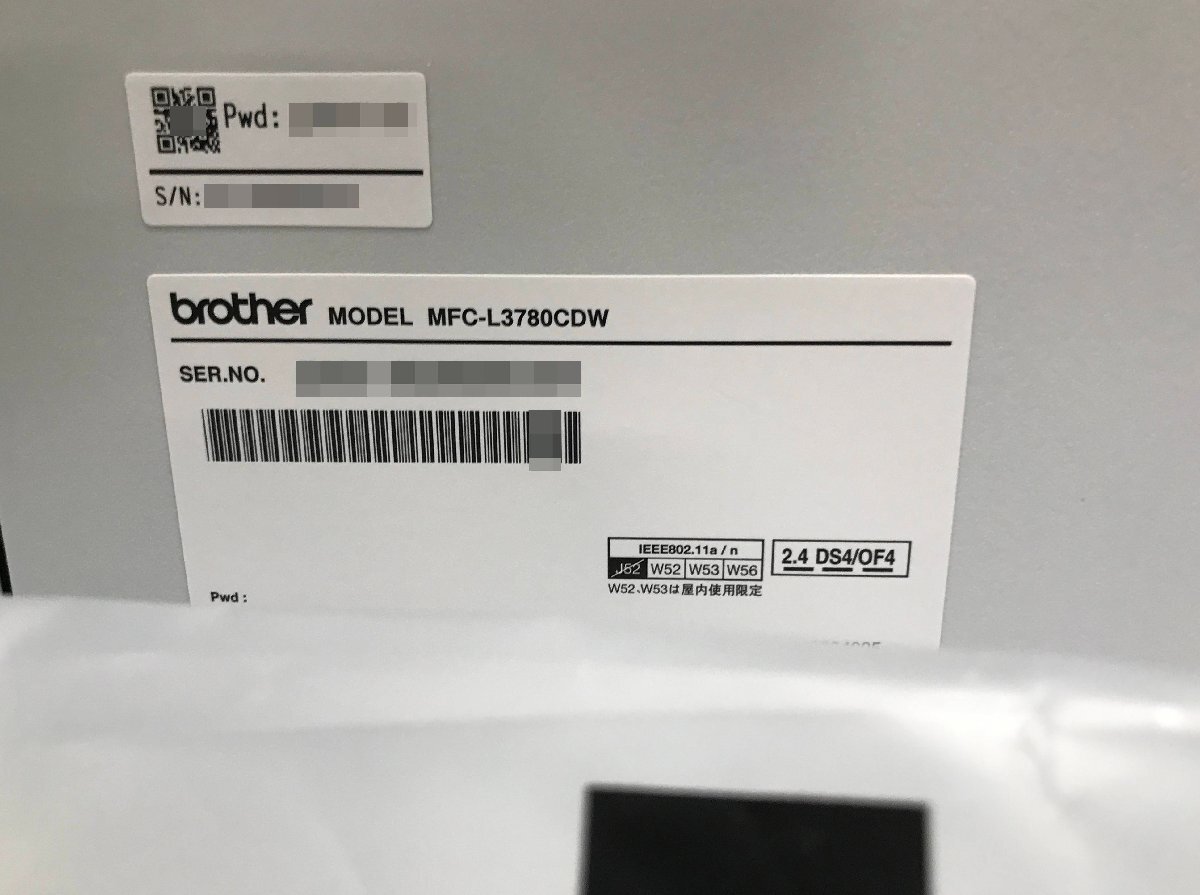 Pwd:
S/N:
brother MODEL MFC-L3780CDW
SER.NO.
IEEE802.11a / n
J52 W52 W53 W56
2.4 DS4/OF4
W52、W53は屋内使用限定
Pwd :